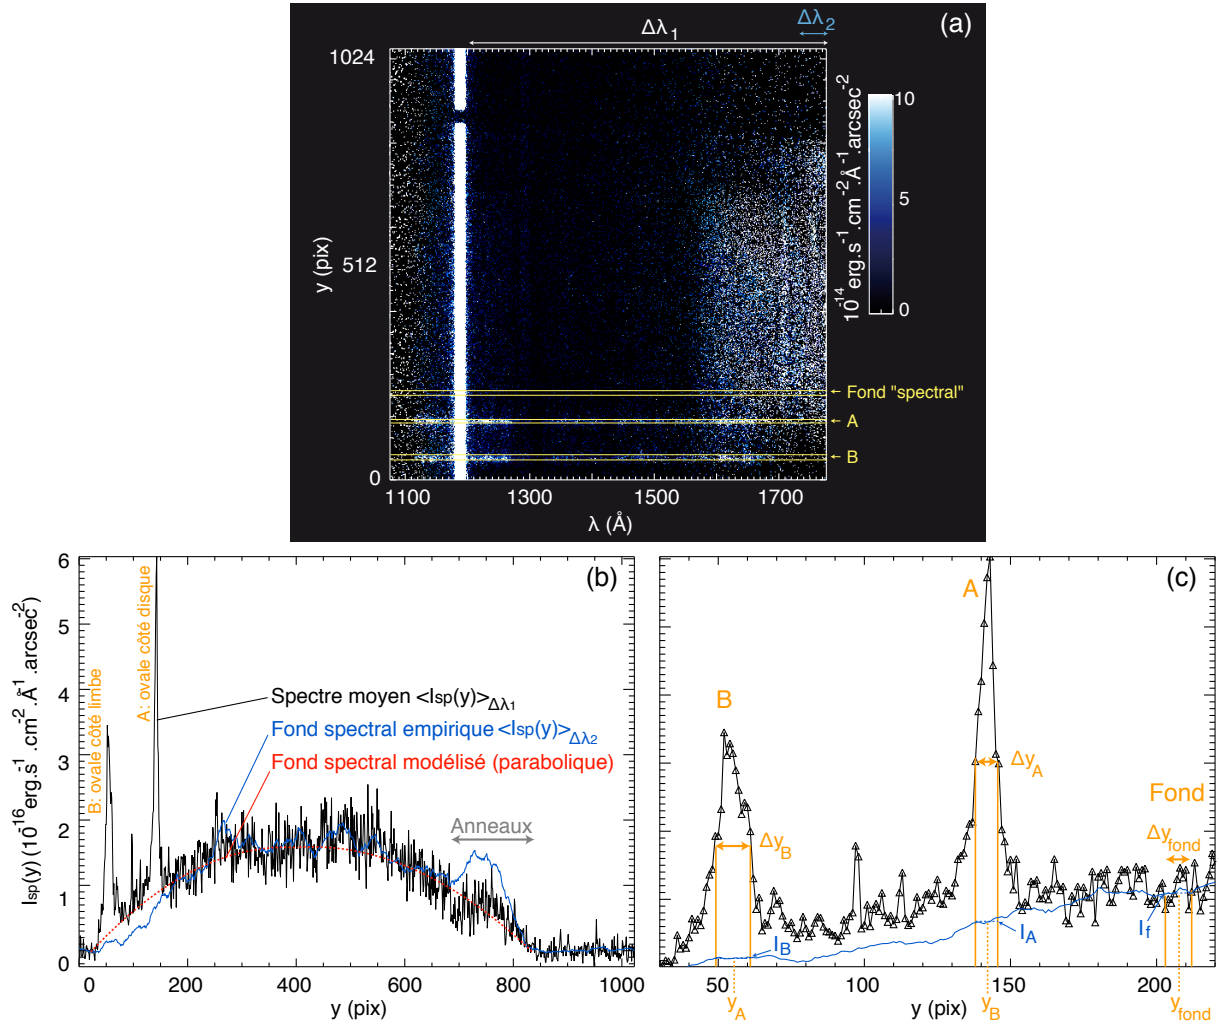 (a)
Δλ1
Δλ2
1024
512
0
y (pix)
1100
1300
1500
1700
λ (Å)
10
5
0
10^-14 erg.s^-1.cm^-2.Å^-1.arcsec^-2
Fond "spectral"
A
B
(b)
6
5
4
3
2
1
0
Isp(y)) (10^-16 erg.s^-1 .cm^-2 .Å^-1 .arcsec^-2)
B: ovale côté limbe
A: ovale côté disque
Spectre moyen <Isp(y)>Δλ1
Fond spectral empirique <Isp(y)>Δλ2
Fond spectral modélisé (parabolique)
Anneaux
0
200
400
600
800
1000
y (pix)
(c)
A
B
ΔyA
ΔyB
Fond
Δyfond
IB
IA
If
50
100
150
200
yA
y (pix)
yB
yfond